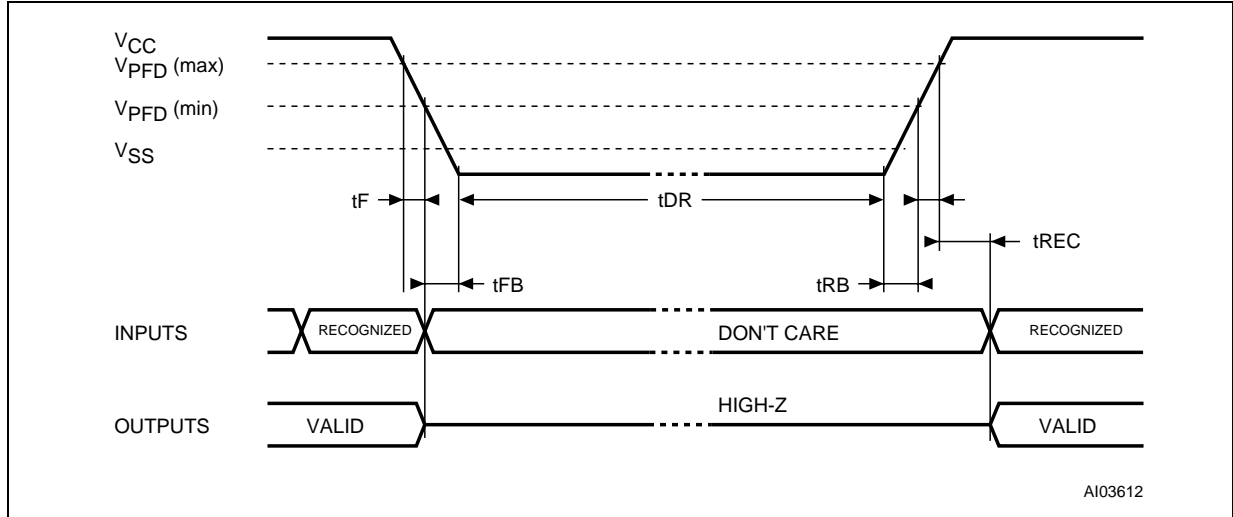 VCC
VPFD (max)
VPFD (min)
VSS
tF
tDR
tREC
tFB
tRB
INPUTS
RECOGNIZED
DON'T CARE
RECOGNIZED
HIGH-Z
OUTPUTS
VALID
VALID
AI03612